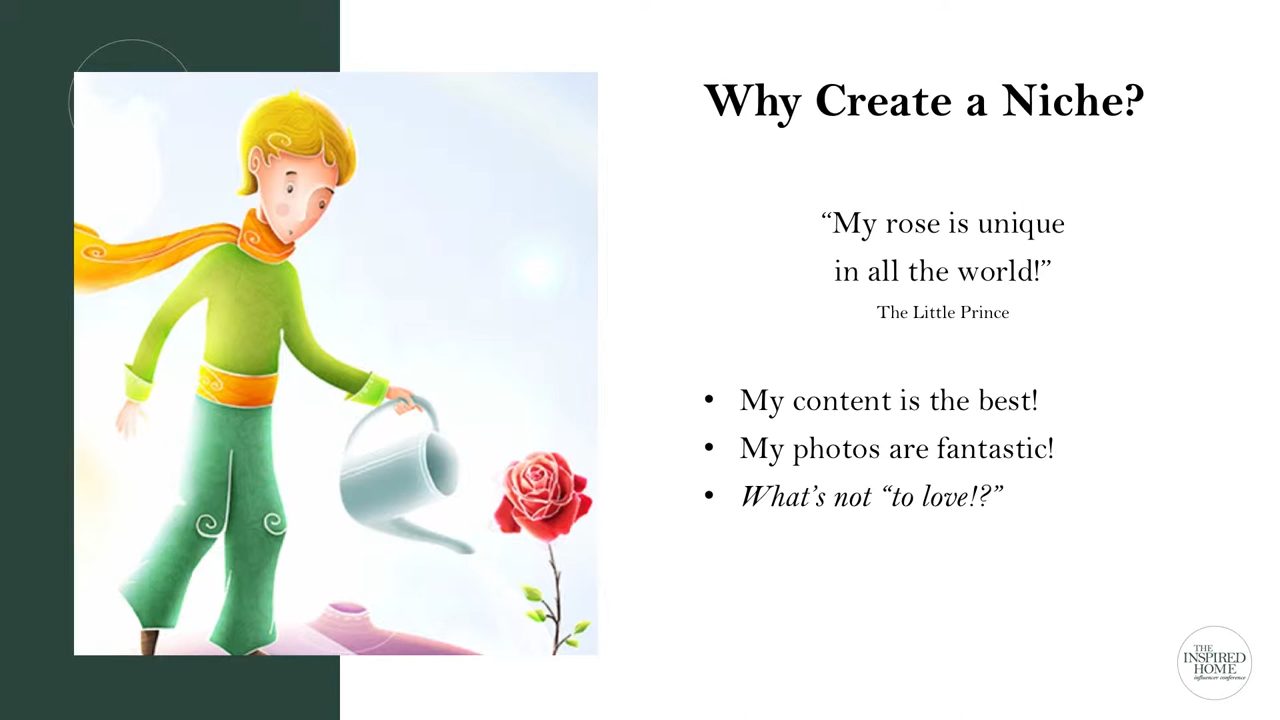 Why Create a Niche?
“My rose is unique
in all the world!”
The Little Prince
• My content is the best!
• My photos are fantastic!
• What’s not “to love!?”
THE
INSPIRED
HOME
influencer conference